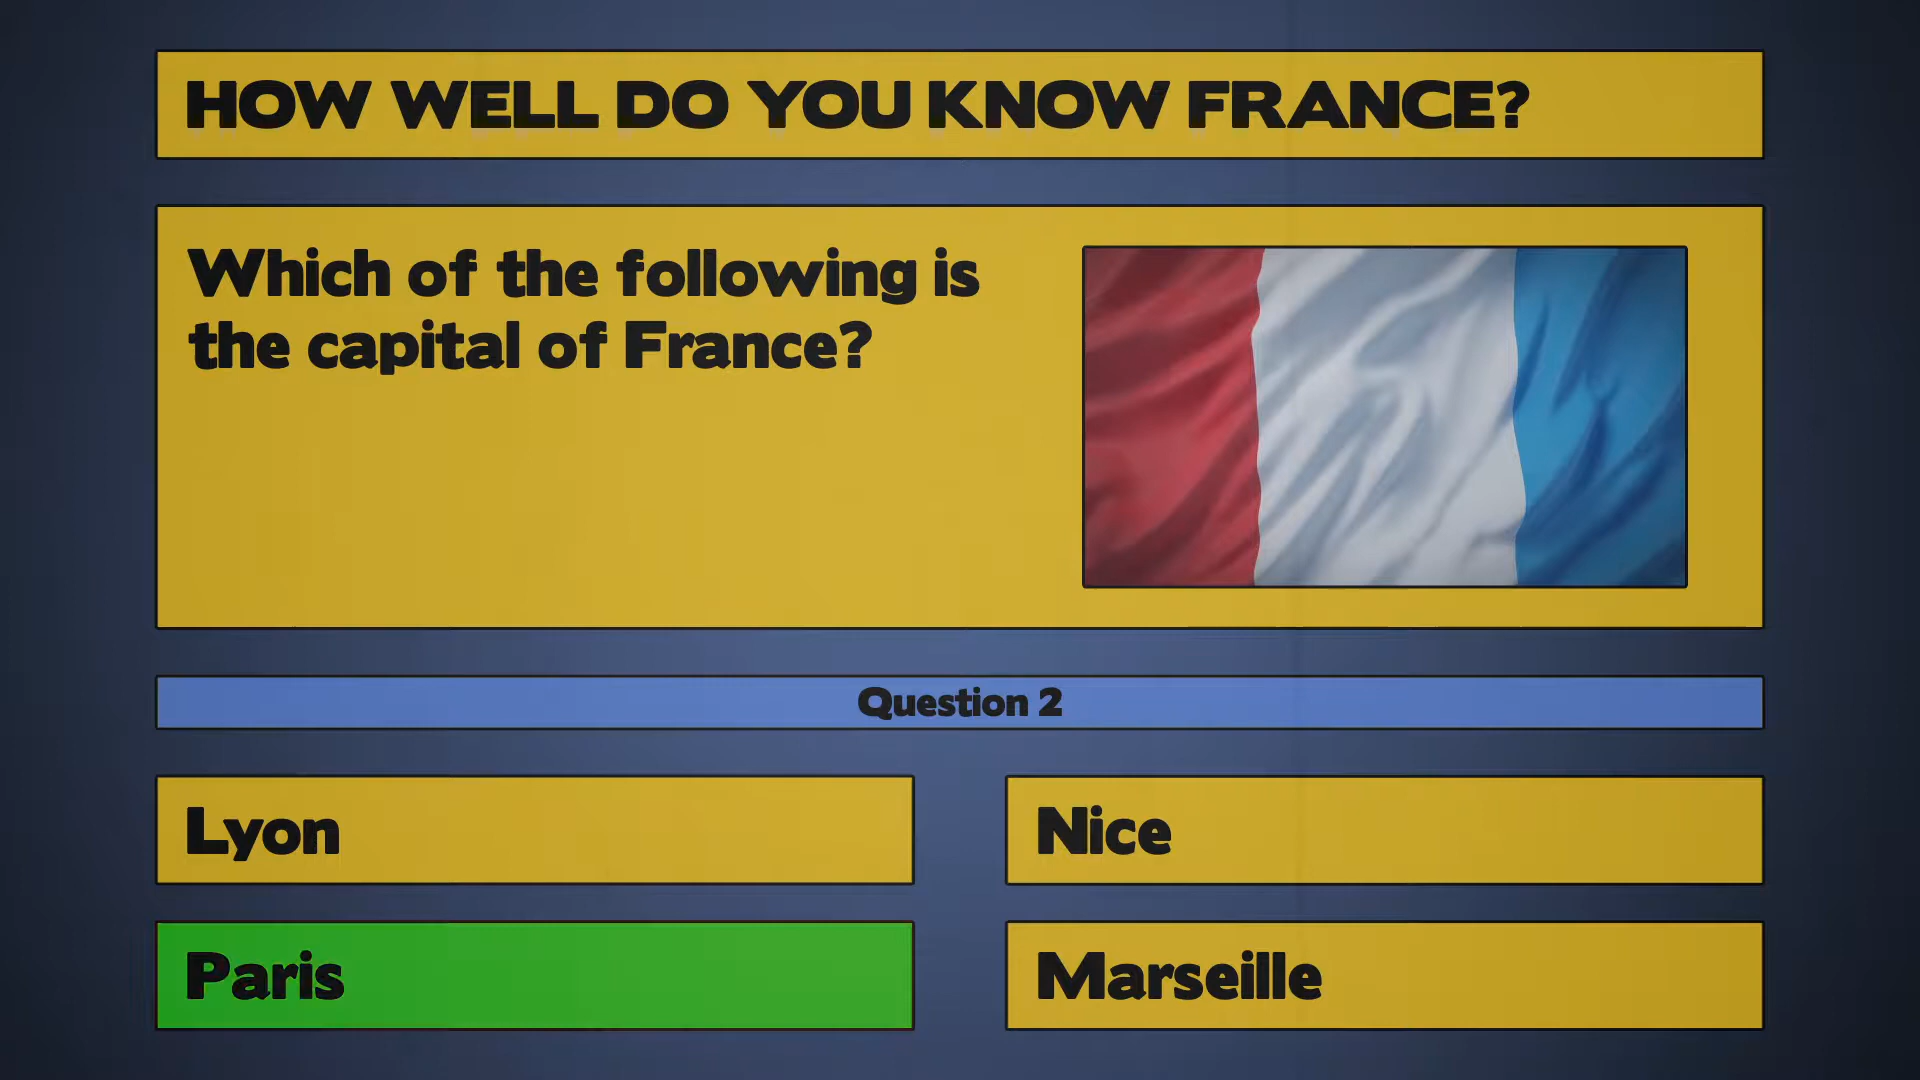 HOW WELL DO YOU KNOW FRANCE?
Which of the following is
the capital of France?
Question 2
Lyon
Nice
Paris
Marseille